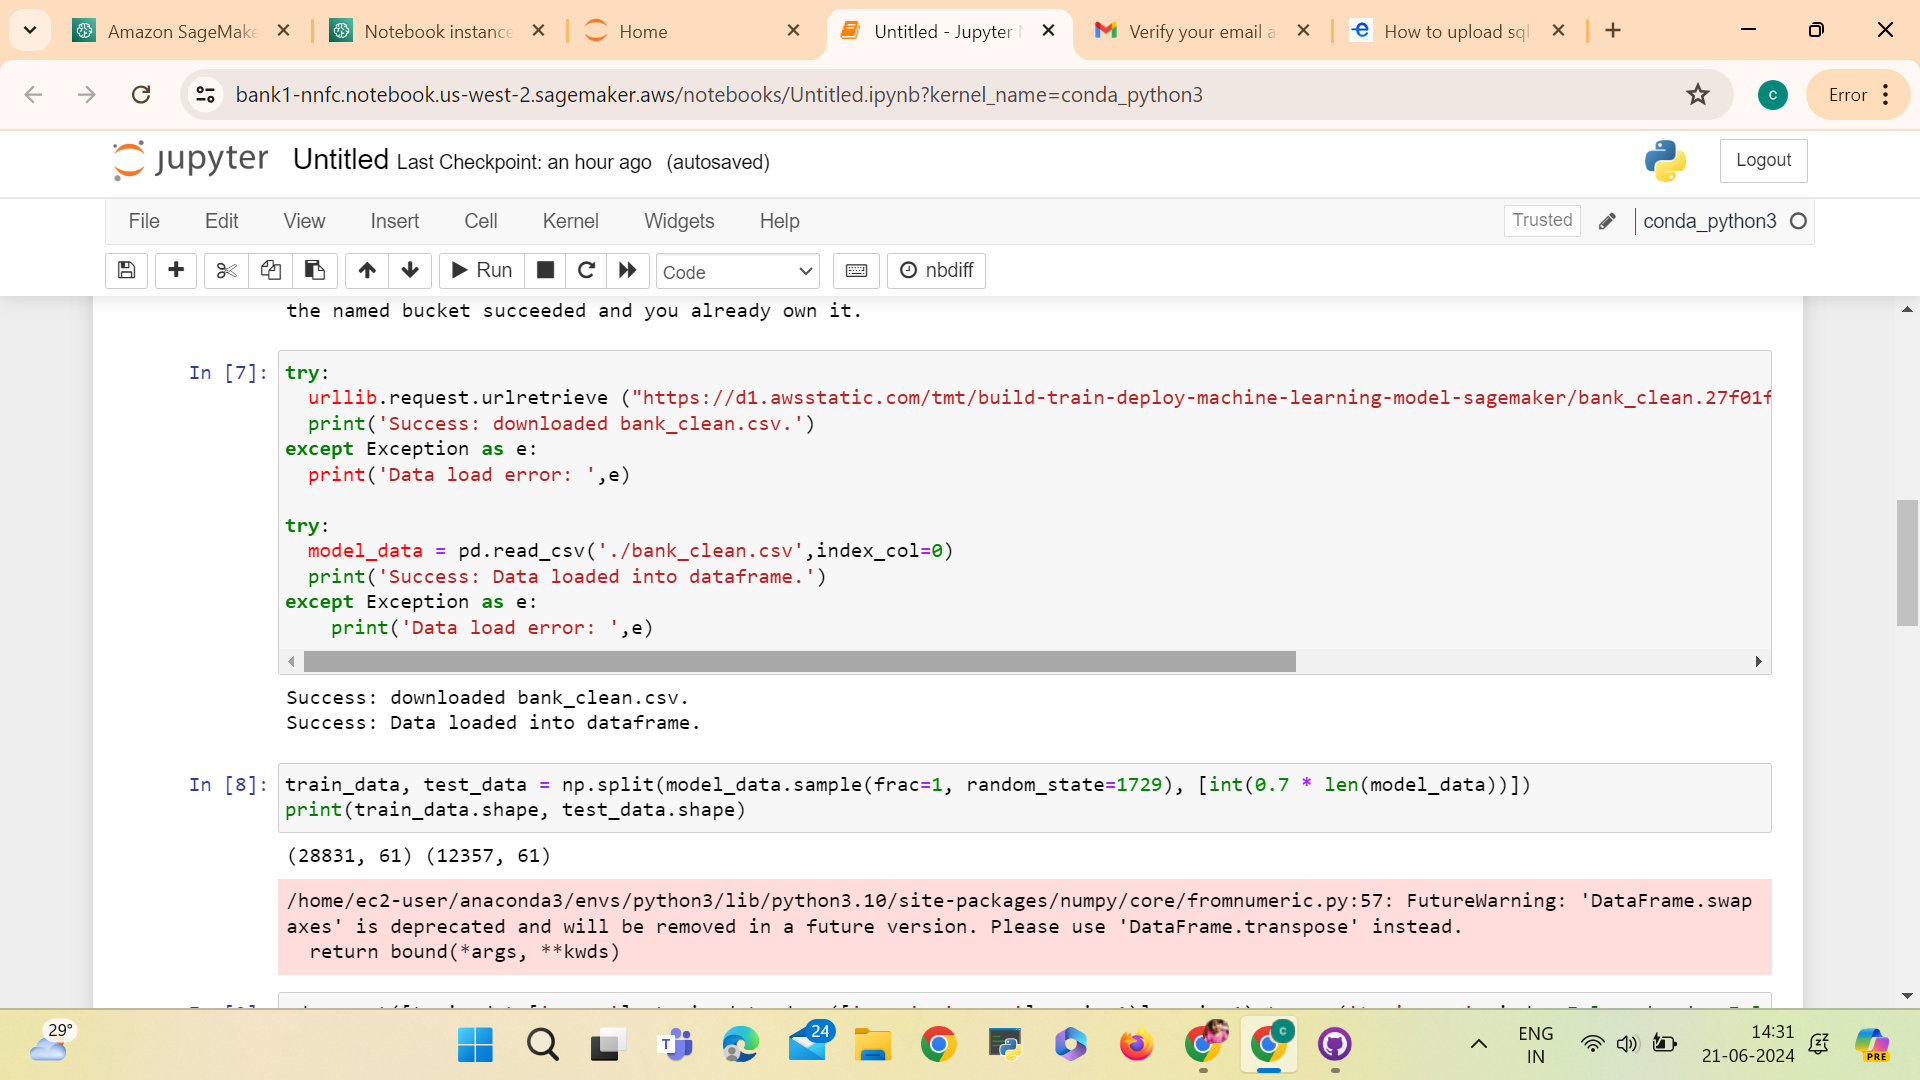 Amazon SageMake
Notebook instance
Home
Untitled - Jupyter
Verify your email a
How to upload sql
bank1-nnfc.notebook.us-west-2.sagemaker.aws/notebooks/Untitled.ipynb?kernel_name=conda_python3
c
Error
jupyter Untitled Last Checkpoint: an hour ago (autosaved)
Logout
File Edit View Insert Cell Kernel Widgets Help
Trusted
conda_python3
Run
Code
nbdiff
the named bucket succeeded and you already own it.
In [7]:
try:
  urllib.request.urlretrieve ("https://d1.awsstatic.com/tmt/build-train-deploy-machine-learning-model-sagemaker/bank_clean.27f01f
  print('Success: downloaded bank_clean.csv.')
except Exception as e:
  print('Data load error: ',e)
try:
  model_data = pd.read_csv('./bank_clean.csv',index_col=0)
  print('Success: Data loaded into dataframe.')
except Exception as e:
    print('Data load error: ',e)
Success: downloaded bank_clean.csv.
Success: Data loaded into dataframe.
In [8]:
train_data, test_data = np.split(model_data.sample(frac=1, random_state=1729), [int(0.7 * len(model_data))])
print(train_data.shape, test_data.shape)
(28831, 61) (12357, 61)
/home/ec2-user/anaconda3/envs/python3/lib/python3.10/site-packages/numpy/core/fromnumeric.py:57: FutureWarning: 'DataFrame.swap
axes' is deprecated and will be removed in a future version. Please use 'DataFrame.transpose' instead.
  return bound(*args, **kwds)
29°
24
ENG
IN
14:31
21-06-2024
PRE